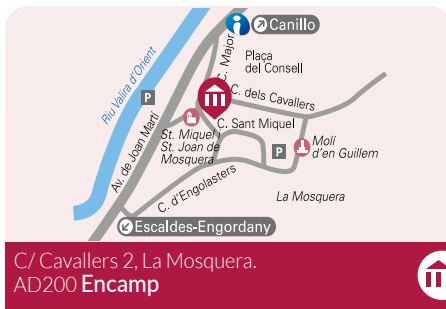 Canillo
C. Major
Plaça
del Consell
Riu Valira d'Orient
P
C. dels Cavallers
Av. de Joan Martí
C. Sant Miquel
St. Miquel i
St. Joan de
Mosquera
P
Molí
d'en Guillem
C. d'Engolasters
La Mosquera
Escaldes-Engordany
C/ Cavallers 2, La Mosquera.
AD200 Encamp